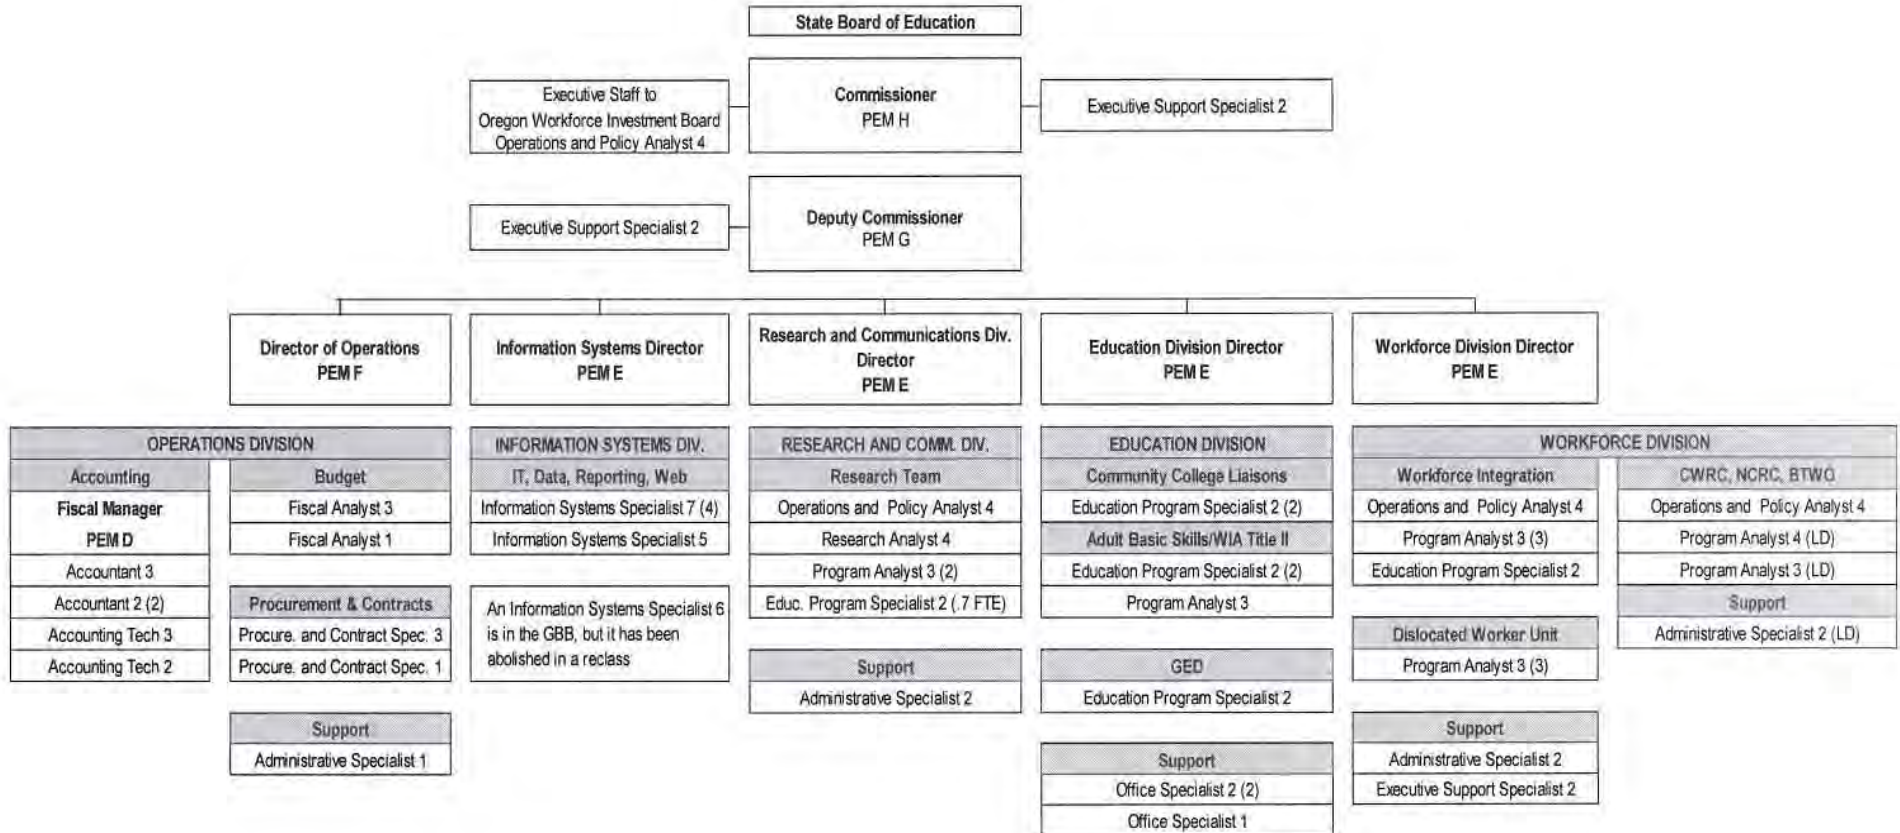 State Board of Education
Executive Staff to
Oregon Workforce Investment Board
Operations and Policy Analyst 4
Commissioner
PEM H
Executive Support Specialist 2
Executive Support Specialist 2
Deputy Commissioner
PEM G
Director of Operations
PEM F
Information Systems Director
PEM E
Research and Communications Div.
Director
PEM E
Education Division Director
PEM E
Workforce Division Director
PEM E
OPERATIONS DIVISION
Accounting
Fiscal Manager
PEM D
Accountant 3
Accountant 2 (2)
Accounting Tech 3
Accounting Tech 2
Budget
Fiscal Analyst 3
Fiscal Analyst 1
Procurement & Contracts
Procure. and Contract Spec. 3
Procure. and Contract Spec. 1
Support
Administrative Specialist 1
INFORMATION SYSTEMS DIV.
IT, Data, Reporting, Web
Information Systems Specialist 7 (4)
Information Systems Specialist 5
An Information Systems Specialist 6
is in the GBB, but it has been
abolished in a reclass
RESEARCH AND COMM. DIV.
Research Team
Operations and Policy Analyst 4
Research Analyst 4
Program Analyst 3 (2)
Educ. Program Specialist 2 (.7 FTE)
Support
Administrative Specialist 2
EDUCATION DIVISION
Community College Liaisons
Education Program Specialist 2 (2)
Adult Basic Skills/WIA Title II
Education Program Specialist 2 (2)
Program Analyst 3
GED
Education Program Specialist 2
Support
Office Specialist 2 (2)
Office Specialist 1
WORKFORCE DIVISION
Workforce Integration
Operations and Policy Analyst 4
Program Analyst 3 (3)
Education Program Specialist 2
Dislocated Worker Unit
Program Analyst 3 (3)
Support
Administrative Specialist 2
Executive Support Specialist 2
CWRC, NCRC, BTWO
Operations and Policy Analyst 4
Program Analyst 4 (LD)
Program Analyst 3 (LD)
Support
Administrative Specialist 2 (LD)